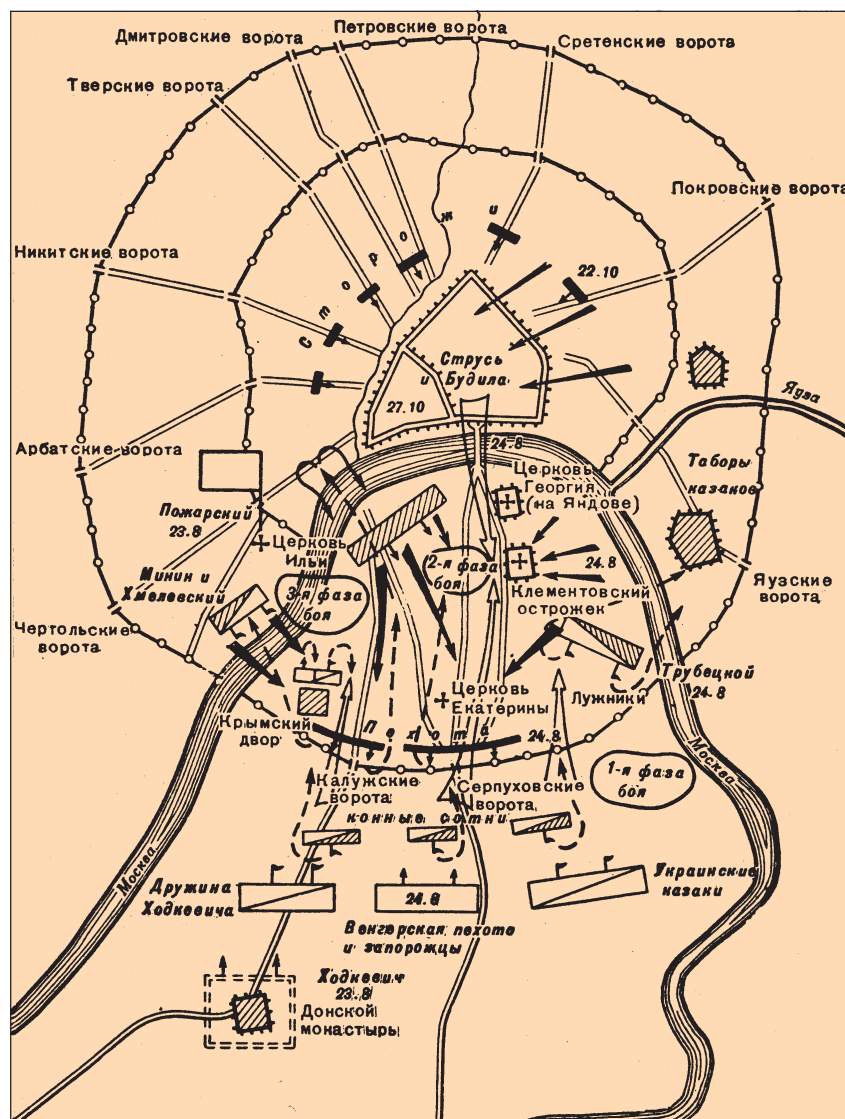 Петровские ворота
Дмитровские ворота
Сретенские ворота
Тверские ворота
Покровские ворота
Никитские ворота
Сторожи
22.10
Струсь
и Будила
27.10
Яуза
24.8
Арбатские ворота
Таборы
казаков
Церковь
Георгия
(на Яндове)
Пожарский
23.8
Церковь
Ильи
2-я фаза
боя
24.8
Минин и
Хмелевский
3-я фаза
боя
Клементовский
острожек
Яузские
ворота
Чертольские
ворота
Трубецкой
24.8
Церковь
Екатерины
Лужники
Крымский
двор
Пехота
24.8
Москва
Калужские
ворота
Серпуховские
ворота
1-я фаза
боя
конные сотни
Москва
Дружина
Ходкевича
24.8
Украинские
казаки
Венгерская пехота
и запорожцы
Ходкевич
23.8
Донской
монастырь